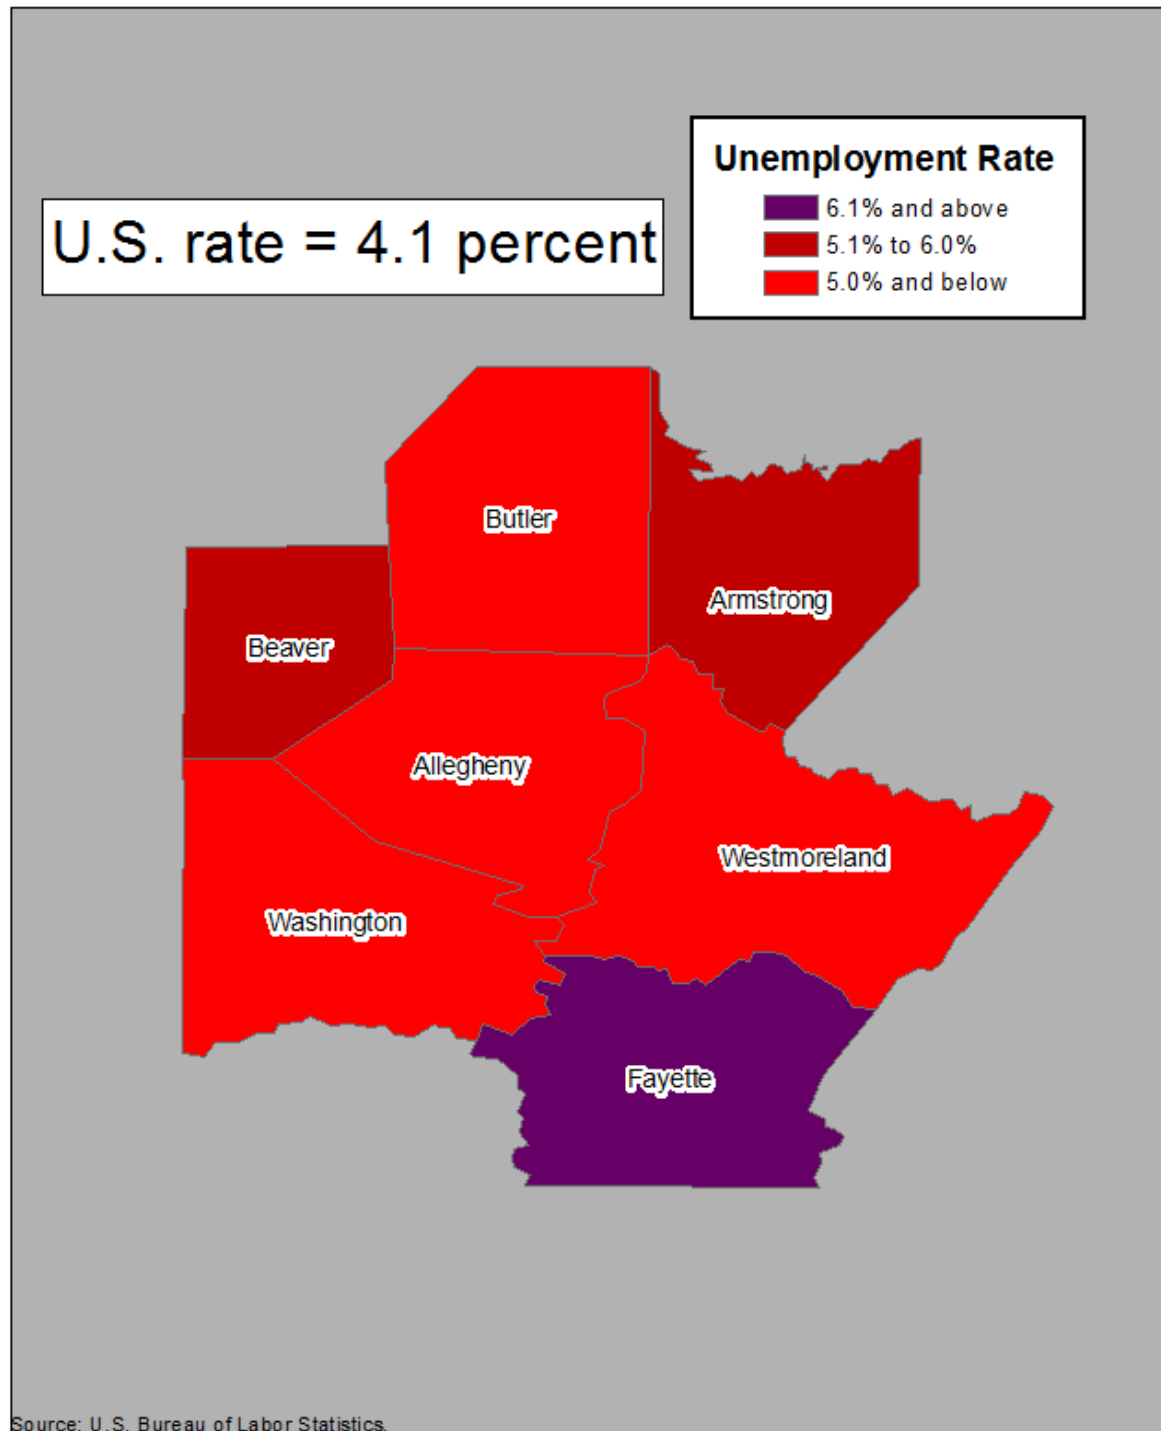 Unemployment Rate
6.1% and above
U.S. rate = 4.1 percent
5.1% to 6.0%
5.0% and below
Butler
Armstrong
Beaver
Allegheny
Westmoreland
Washington
Fayette
Source: U.S. Bureau of Labor Statistics.